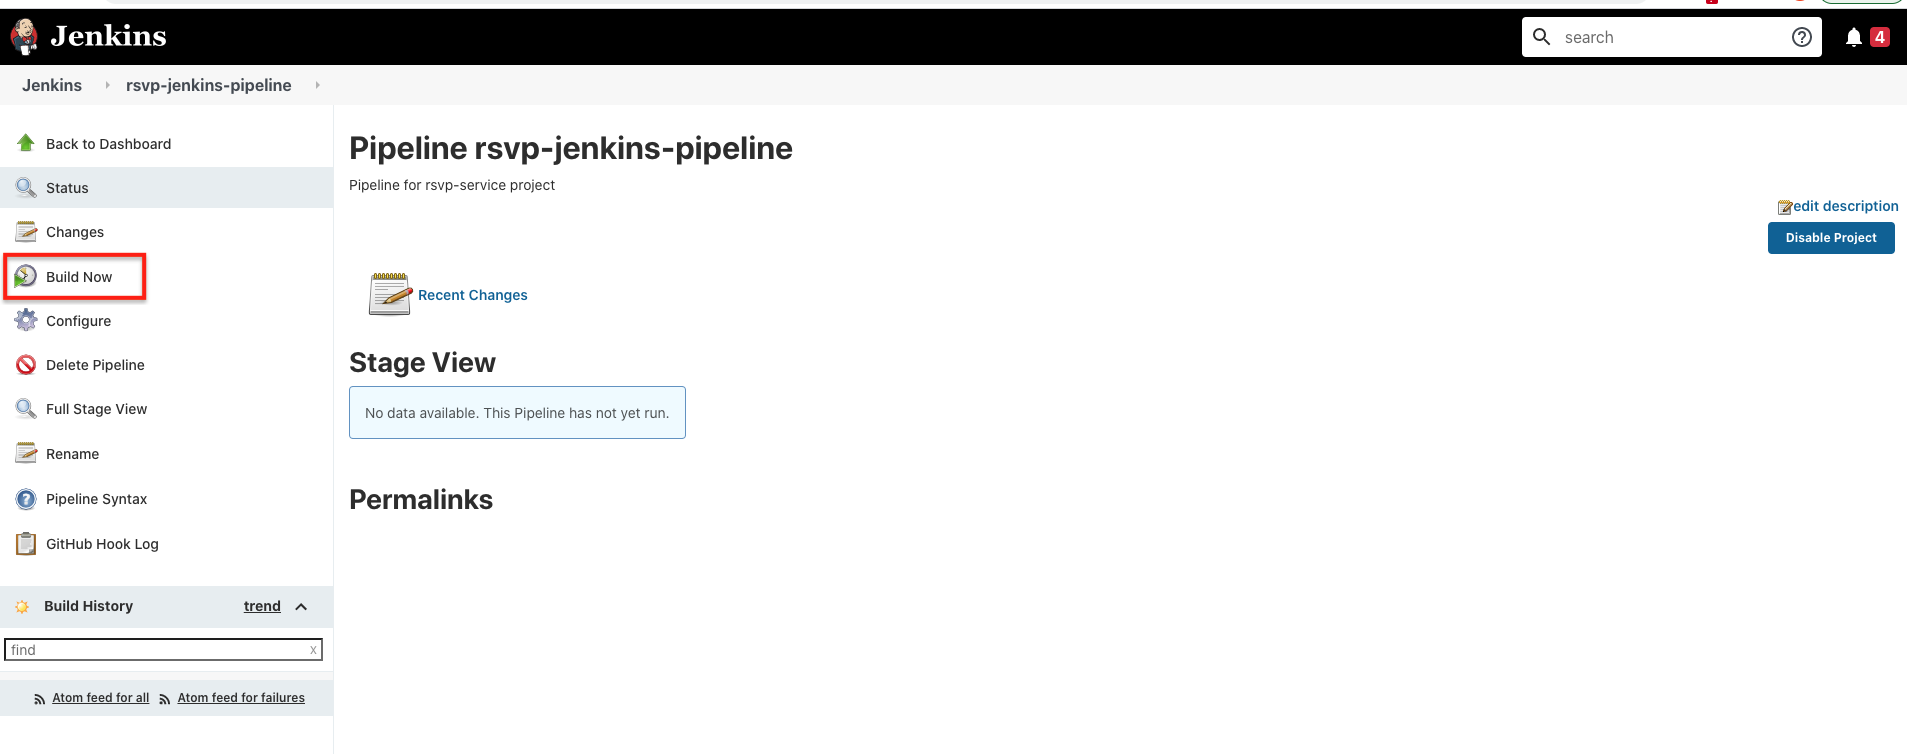 Jenkins
search
4
Jenkins
rsvp-jenkins-pipeline
Back to Dashboard
Status
Changes
Build Now
Configure
Delete Pipeline
Full Stage View
Rename
Pipeline Syntax
GitHub Hook Log
Build History
trend
find
x
Atom feed for all
Atom feed for failures
Pipeline rsvp-jenkins-pipeline
Pipeline for rsvp-service project
edit description
Disable Project
Recent Changes
Stage View
No data available. This Pipeline has not yet run.
Permalinks